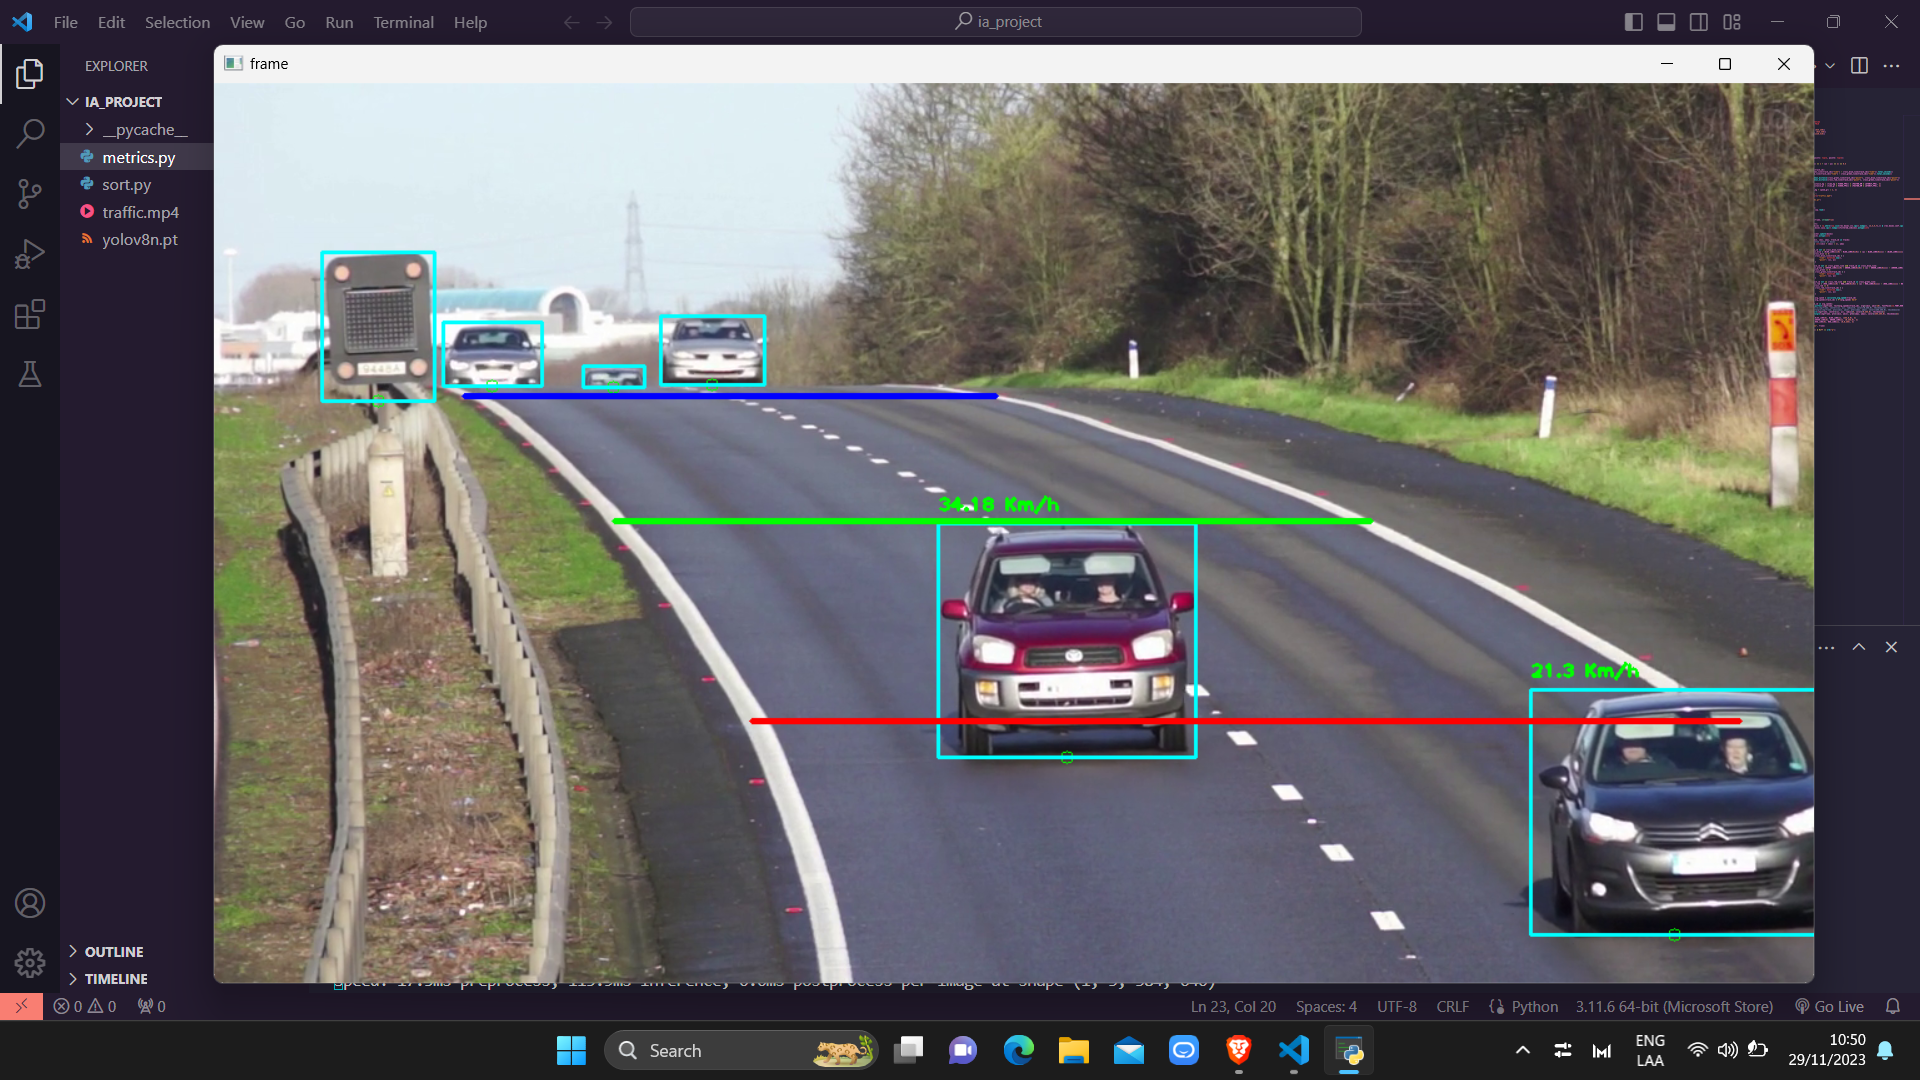 File Edit Selection View Go Run Terminal Help
ia_project
EXPLORER
IA_PROJECT
__pycache__
metrics.py
sort.py
traffic.mp4
yolov8n.pt
OUTLINE
TIMELINE
frame
9448A
34.18 Km/h
21.3 Km/h
0 0 0
Ln 23, Col 20 Spaces: 4 UTF-8 CRLF Python 3.11.6 64-bit (Microsoft Store) Go Live
Search
ENG
LAA
10:50
29/11/2023